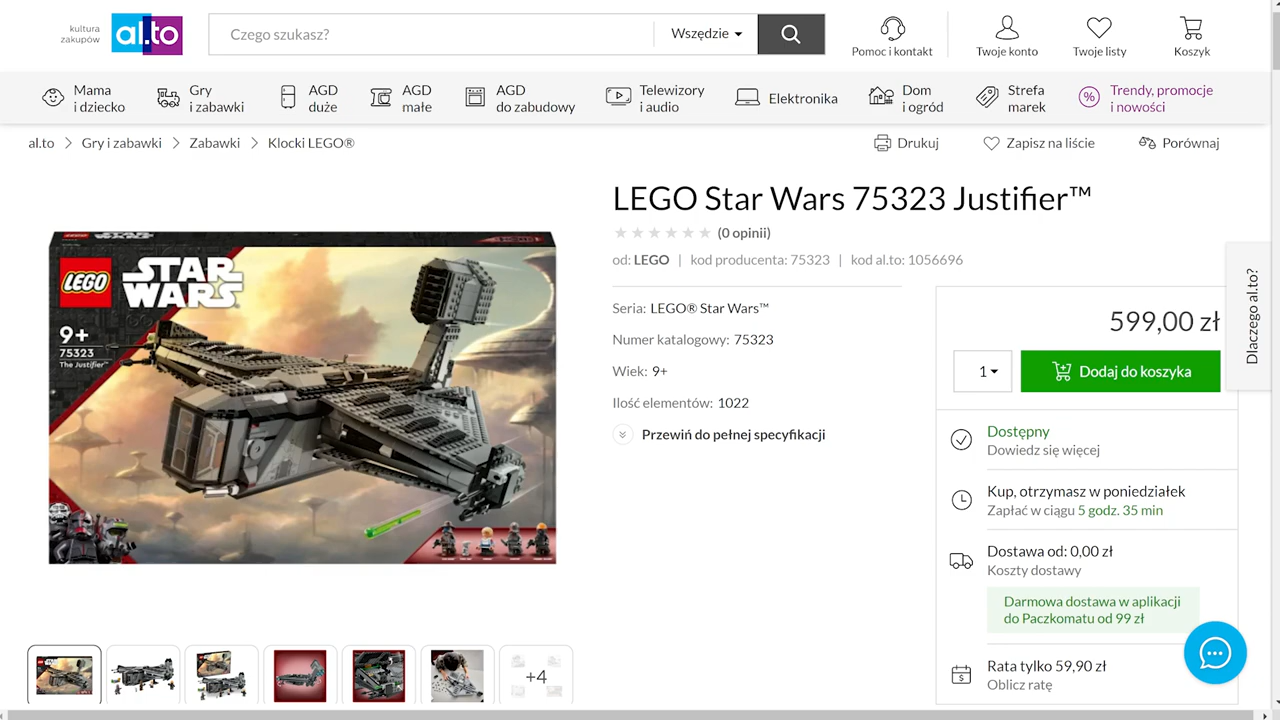 kultura
zakupów
al.to
Czego szukasz?
Wszędzie
Pomoc i kontakt
Twoje konto
Twoje listy
Koszyk
Mama
i dziecko
Gry
i zabawki
AGD
duże
AGD
małe
AGD
do zabudowy
Telewizory
i audio
Elektronika
Dom
i ogród
Strefa
marek
Trendy, promocje
i nowości
al.to
Gry i zabawki
Zabawki
Klocki LEGO®
Drukuj
Zapisz na liście
Porównaj
LEGO Star Wars 75323 Justifier™
(0 opinii)
od: LEGO | kod producenta: 75323 | kod al.to: 1056696
Seria: LEGO® Star Wars™
Numer katalogowy: 75323
Wiek: 9+
Ilość elementów: 1022
Przewiń do pełnej specyfikacji
LEGO
STAR
WARS
9+
75323
The Justifier™
+4
599,00 zł
1
Dodaj do koszyka
Dostępny
Dowiedz się więcej
Kup, otrzymasz w poniedziałek
Zapłać w ciągu 5 godz. 35 min
Dostawa od: 0,00 zł
Koszty dostawy
Darmowa dostawa w aplikacji
do Paczkomatu od 99 zł
Rata tylko 59,90 zł
Oblicz ratę
Dlaczego al.to?